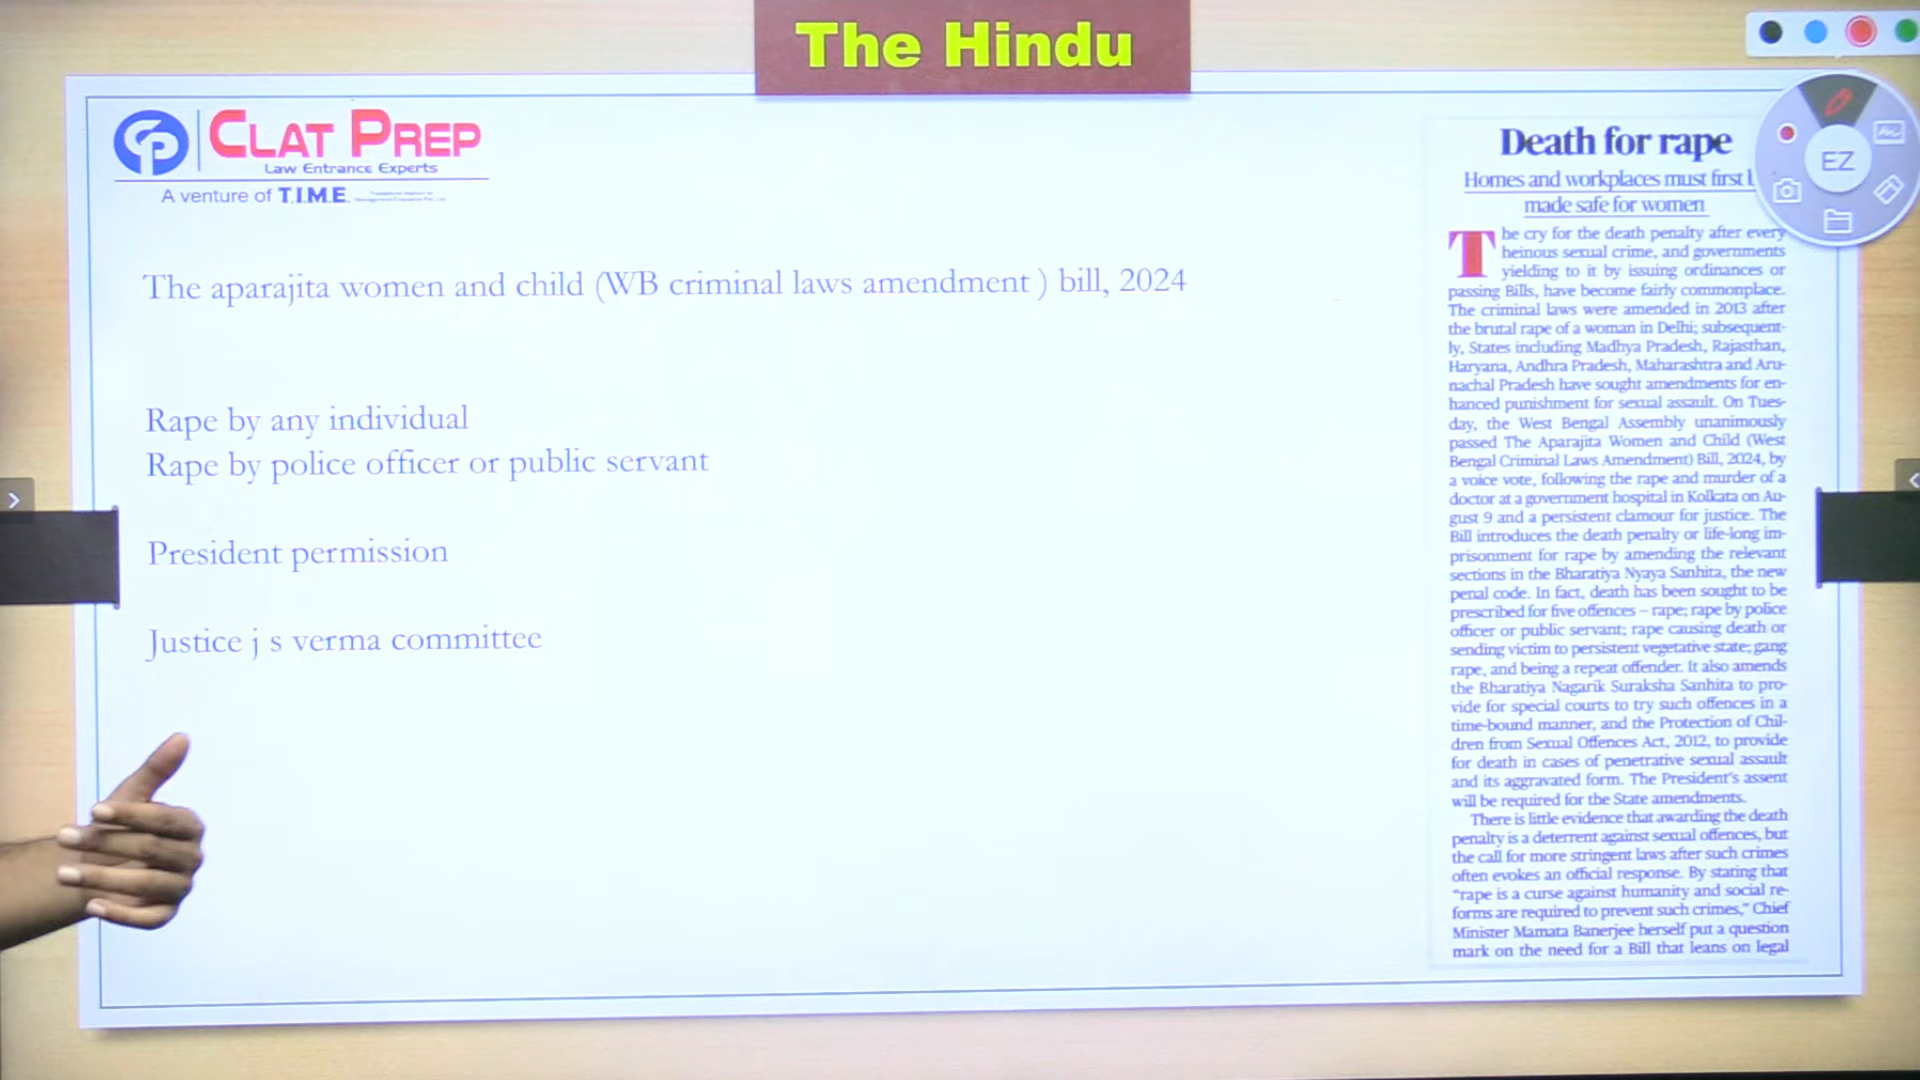 The Hindu
CLAT PREP
Law Entrance Experts
A venture of T.I.M.E.
The aparajita women and child (WB criminal laws amendment ) bill, 2024
Rape by any individual
Rape by police officer or public servant
President permission
Justice j s verma committee
EZ
Death for rape
Homes and workplaces must first
made safe for women
The cry for the death penalty after every
heinous sexual crime, and governments
yielding to it by issuing ordinances or
passing Bills, have become fairly commonplace.
The criminal laws were amended in 2013 after
the brutal rape of a woman in Delhi; subsequent-
ly, States including Madhya Pradesh, Rajasthan,
Haryana, Andhra Pradesh, Maharashtra and Aru-
nachal Pradesh have sought amendments for en-
hanced punishment for sexual assault. On Tues-
day, the West Bengal Assembly unanimously
passed The Aparajita Women and Child (West
Bengal Criminal Laws Amendment) Bill, 2024, by
a voice vote, following the rape and murder of a
doctor at a government hospital in Kolkata on Au-
gust 9 and a persistent clamour for justice. The
Bill introduces the death penalty or life-long im-
prisonment for rape by amending the relevant
sections in the Bharatiya Nyaya Sanhita, the new
penal code. In fact, death has been sought to be
prescribed for five offences – rape; rape by police
officer or public servant; rape causing death or
sending victim to persistent vegetative state; gang
rape, and being a repeat offender. It also amends
the Bharatiya Nagarik Suraksha Sanhita to pro-
vide for special courts to try such offences in a
time-bound manner, and the Protection of Chil-
dren from Sexual Offences Act, 2012, to provide
for death in cases of penetrative sexual assault
and its aggravated form. The President's assent
will be required for the State amendments.
There is little evidence that awarding the death
penalty is a deterrent against sexual offences, but
the call for more stringent laws after such crimes
often evokes an official response. By stating that
"rape is a curse against humanity and social re-
forms are required to prevent such crimes," Chief
Minister Mamata Banerjee herself put a question
mark on the need for a Bill that leans on legal